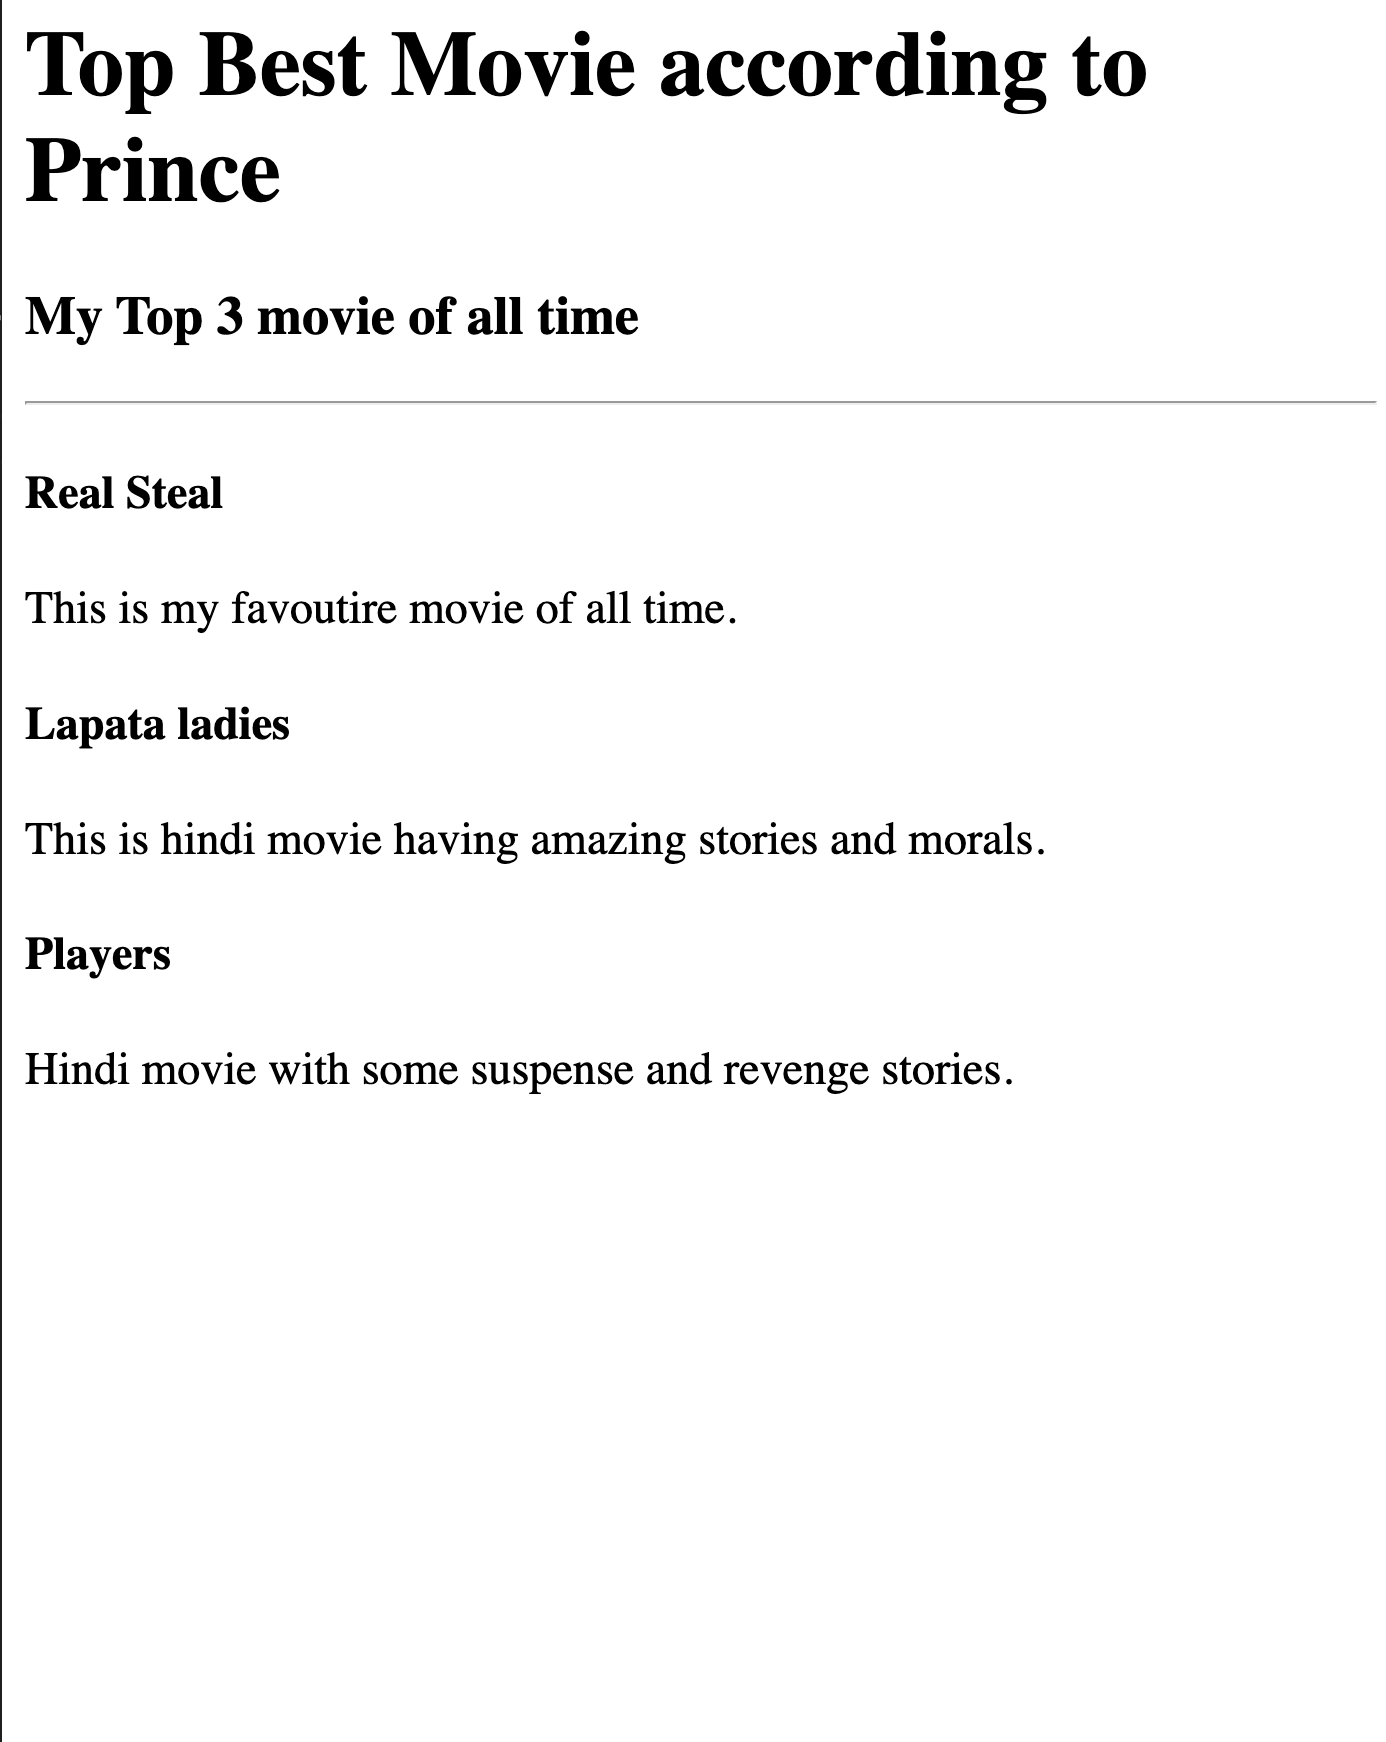 Top Best Movie according to
Prince
My Top 3 movie of all time
Real Steal
This is my favoutire movie of all time.
Lapata ladies
This is hindi movie having amazing stories and morals.
Players
Hindi movie with some suspense and revenge stories.